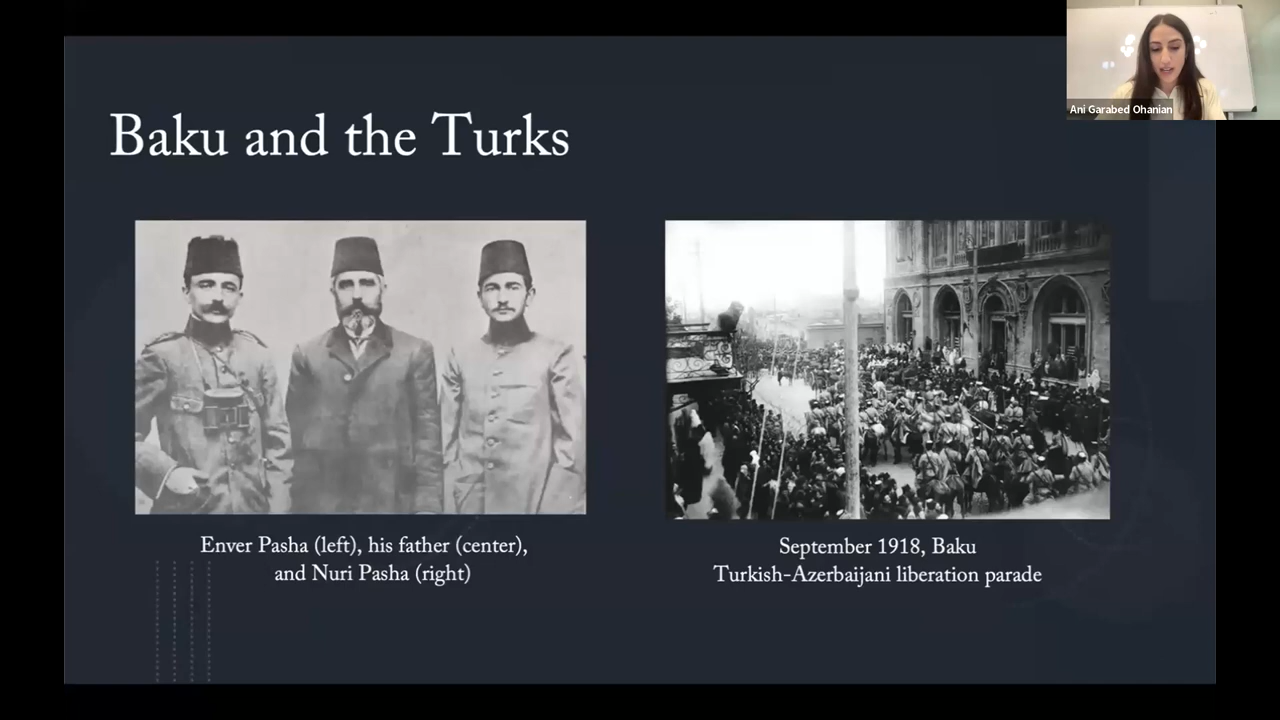 Baku and the Turks
Ani Garabed Ohanian
Enver Pasha (left), his father (center),
and Nuri Pasha (right)
September 1918, Baku
Turkish-Azerbaijani liberation parade